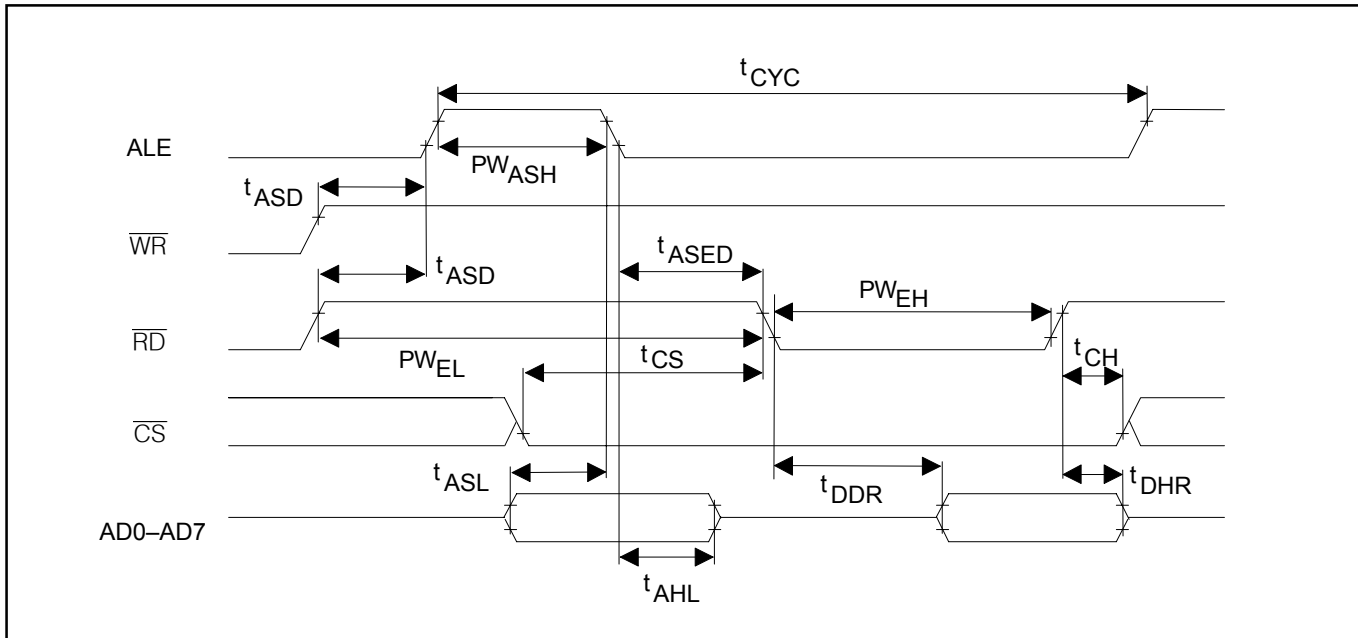 tCYC
ALE
PWASH
tASD
WR
tASED
tASD
PWEH
RD
PWEL
tCS
tCH
CS
tASL
tDDR
tDHR
AD0–AD7
tAHL